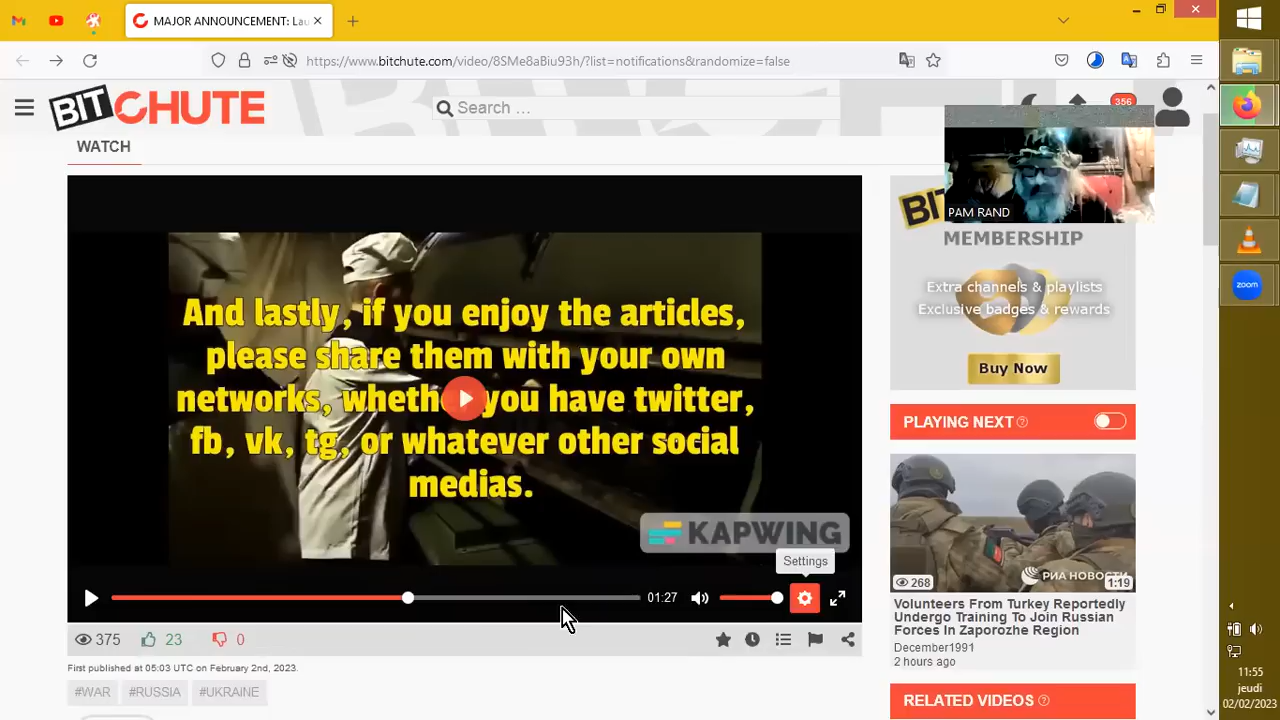 MAJOR ANNOUNCEMENT: Lau
https://www.bitchute.com/video/
?list=notifications&randomize=false
BITCHUTE
Search ...
356
WATCH
PAM RAND
BIT
MEMBERSHIP
Extra channels & playlists
Exclusive badges & rewards
Buy Now
And lastly, if you enjoy the articles,
please share them with your own
networks, whether you have twitter,
fb, vk, tg, or whatever other social
medias.
KAPWING
Settings
01:27
PLAYING NEXT
268
РИА НОВОСТИ
1:19
Volunteers From Turkey Reportedly
Undergo Training To Join Russian
Forces In Zaporozhe Region
December1991
2 hours ago
375
23
0
First published at 05:03 UTC on February 2nd, 2023.
#WAR
#RUSSIA
#UKRAINE
RELATED VIDEOS
zoom
11:55
jeudi
02/02/2023